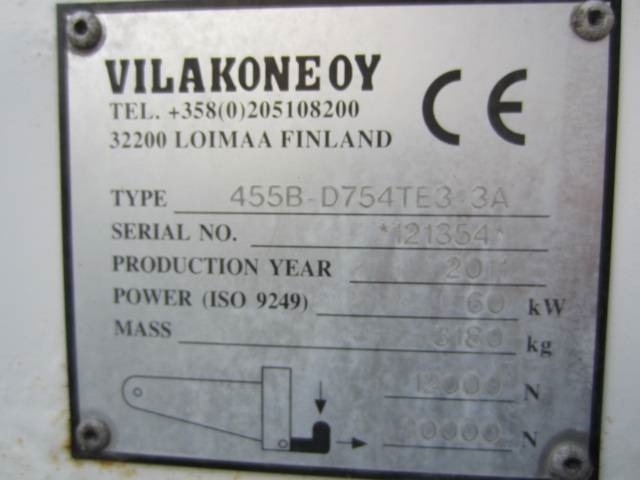 VILAKONE OY
TEL. +358(0)205108200
32200 LOIMAA FINLAND
CE
TYPE 455B-D754TE3 3A
SERIAL NO. *121354*
PRODUCTION YEAR
POWER (ISO 9249) 60 kW
MASS 3180 kg
12000 N
N